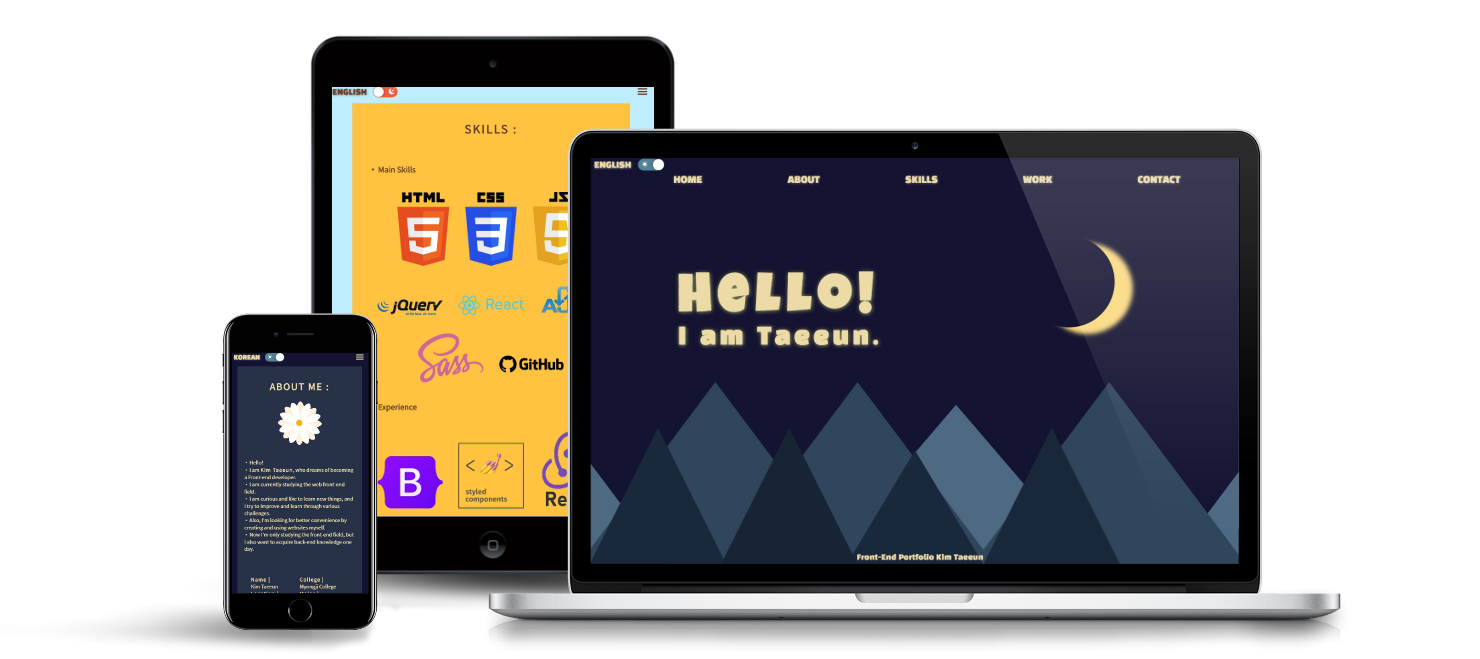 ENGLISH
SKILLS :
• Main Skills
HTML
CSS
JS
5
3
5
jQuery
React
Sass
GitHub
Experience
B
< >
styled
components
Re
KOREAN
ABOUT ME :
• Hello!
• I am Kim Taeeun, who dreams of becoming
a Front-end developer.
• I am currently studying the web front-end
field.
• I am curious and like to learn new things, and
I try to improve and learn through various
challenges.
• Also, I'm looking for better convenience by
creating and using websites myself.
• Now I'm only studying the front-end field, but
I also want to acquire back-end knowledge one
day.
Name | College |
Kim Taeeun Myongji College
ENGLISH
HOME ABOUT SKILLS WORK CONTACT
Hello!
I am Taeeun.
Front-End Portfolio Kim Taeeun